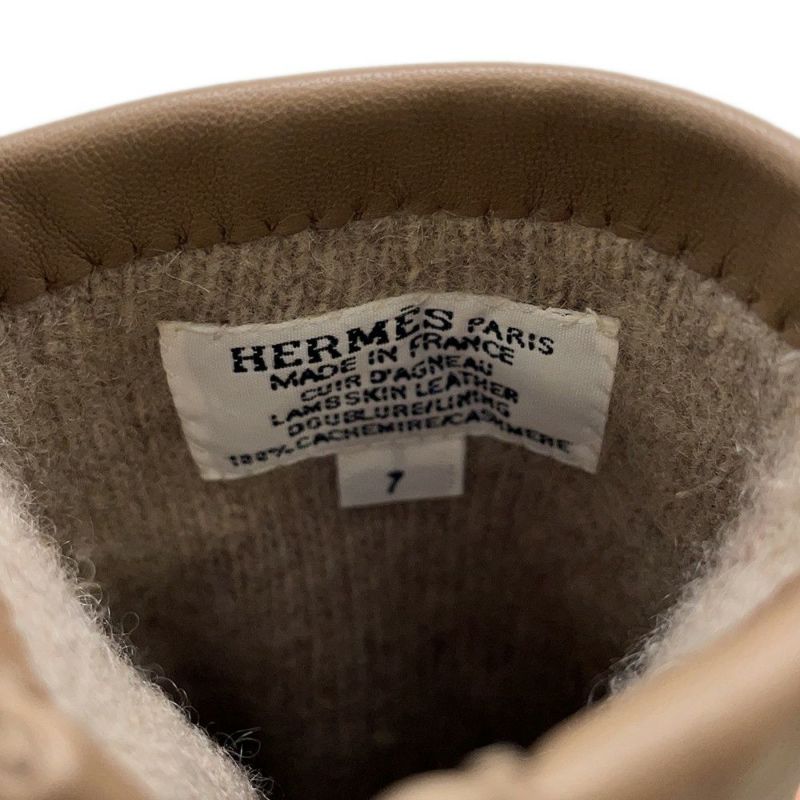 HERMÈS PARIS
MADE IN FRANCE
CUIR D'AGNEAU
LAMBSKIN LEATHER
DOUBLURE/LINING
100% CACHEMIRE/CASHMERE
7